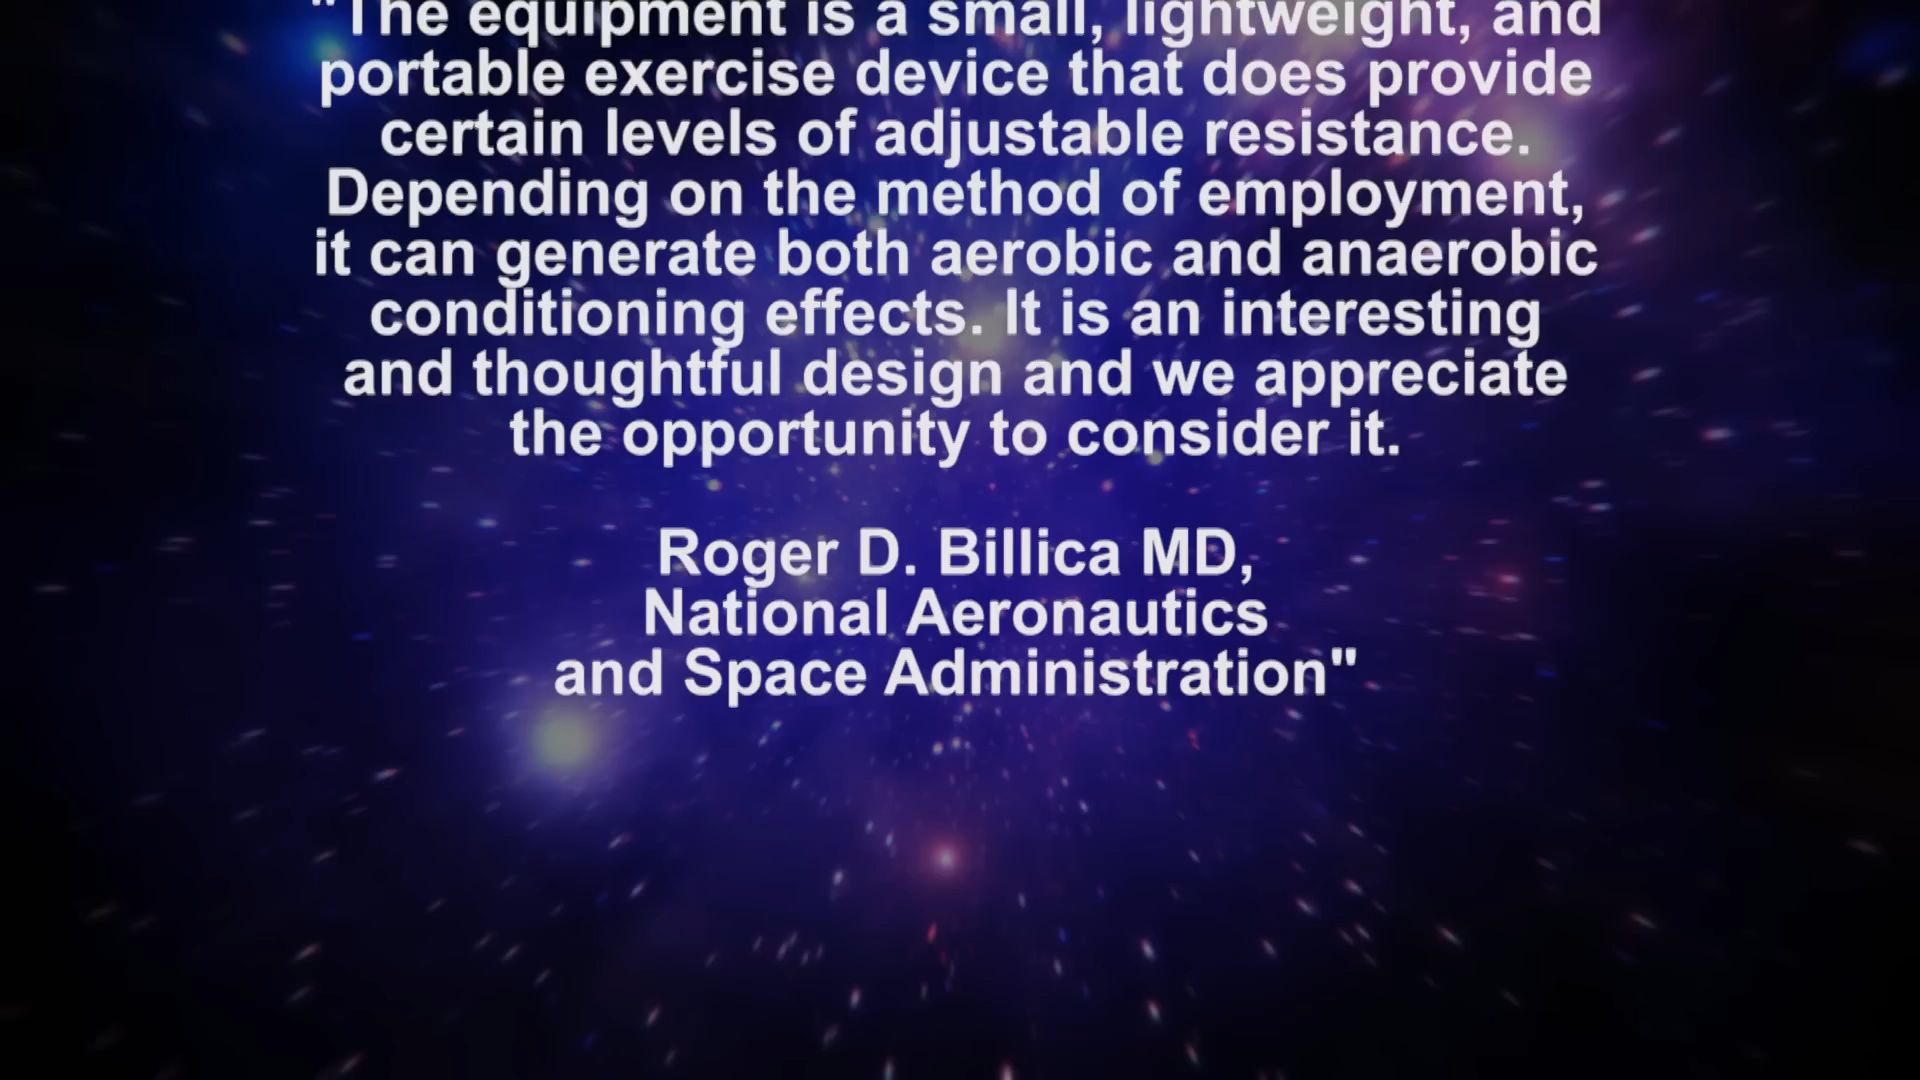 "The equipment is a small, lightweight, and
portable exercise device that does provide
certain levels of adjustable resistance.
Depending on the method of employment,
it can generate both aerobic and anaerobic
conditioning effects. It is an interesting
and thoughtful design and we appreciate
the opportunity to consider it.
Roger D. Billica MD,
National Aeronautics
and Space Administration"